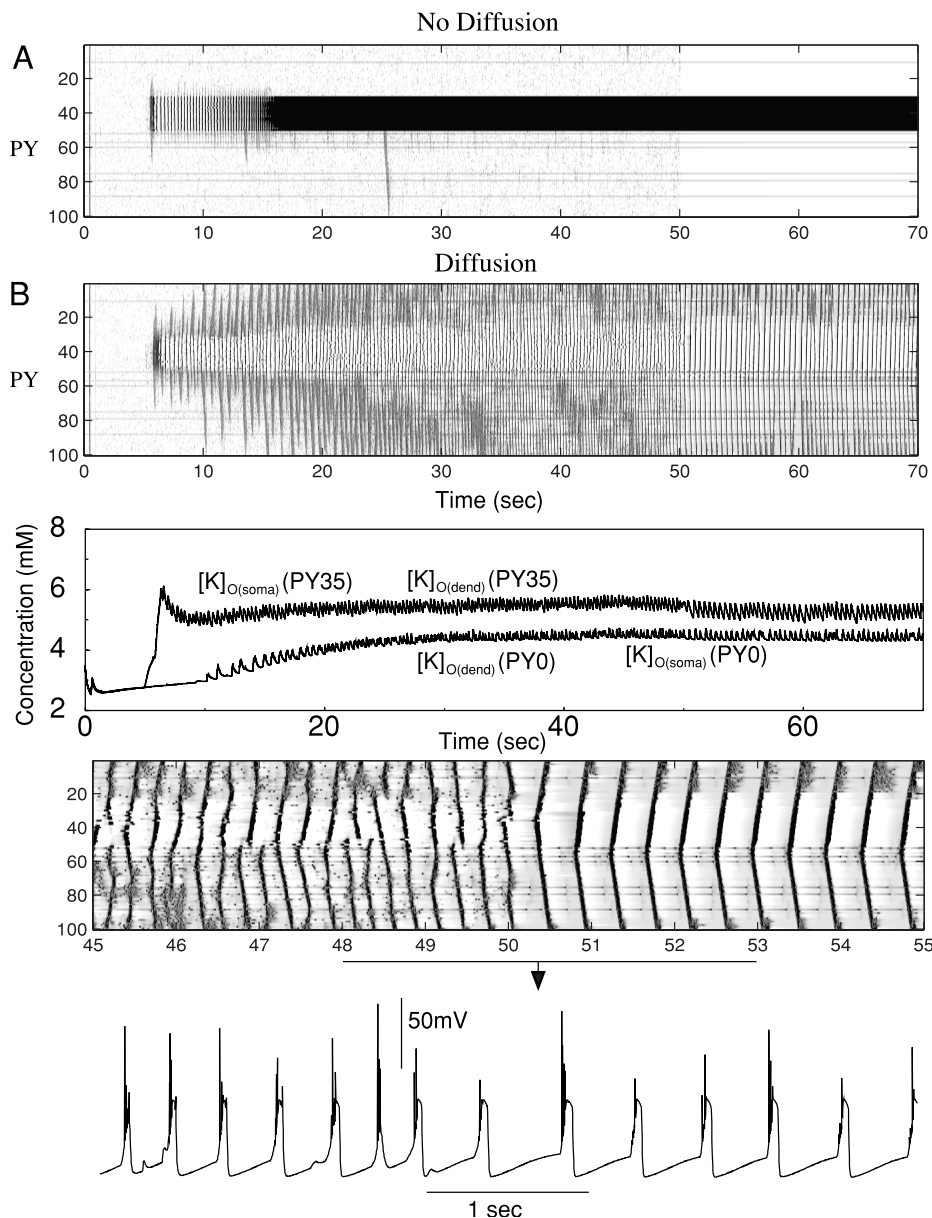 No Diffusion
A
20
40
PY 60
80
100
0 10 20 30 40 50 60 70
Diffusion
B
20
40
PY
60
80
100
0 10 20 30 40 50 60 70
Time (sec)
Concentration (mM)
8
6
4
2
[K]O(soma) (PY35) [K]O(dend) (PY35)
[K]O(dend) (PY0) [K]O(soma) (PY0)
0 20 40 60
Time (sec)
20
40
60
80
100
45 46 47 48 49 50 51 52 53 54 55
50mV
1 sec